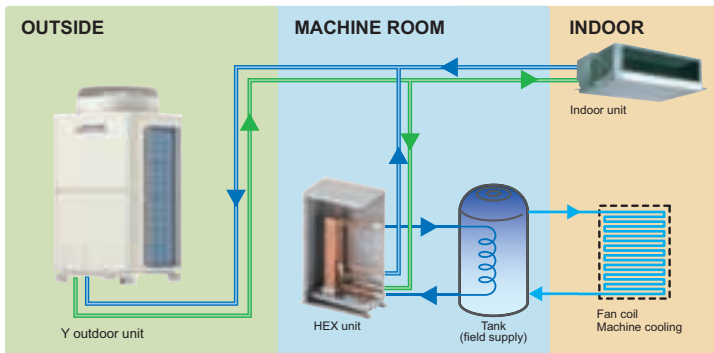 OUTSIDE
MACHINE ROOM
INDOOR
Indoor unit
Y outdoor unit
HEX unit
Tank
(field supply)
Fan coil
Machine cooling